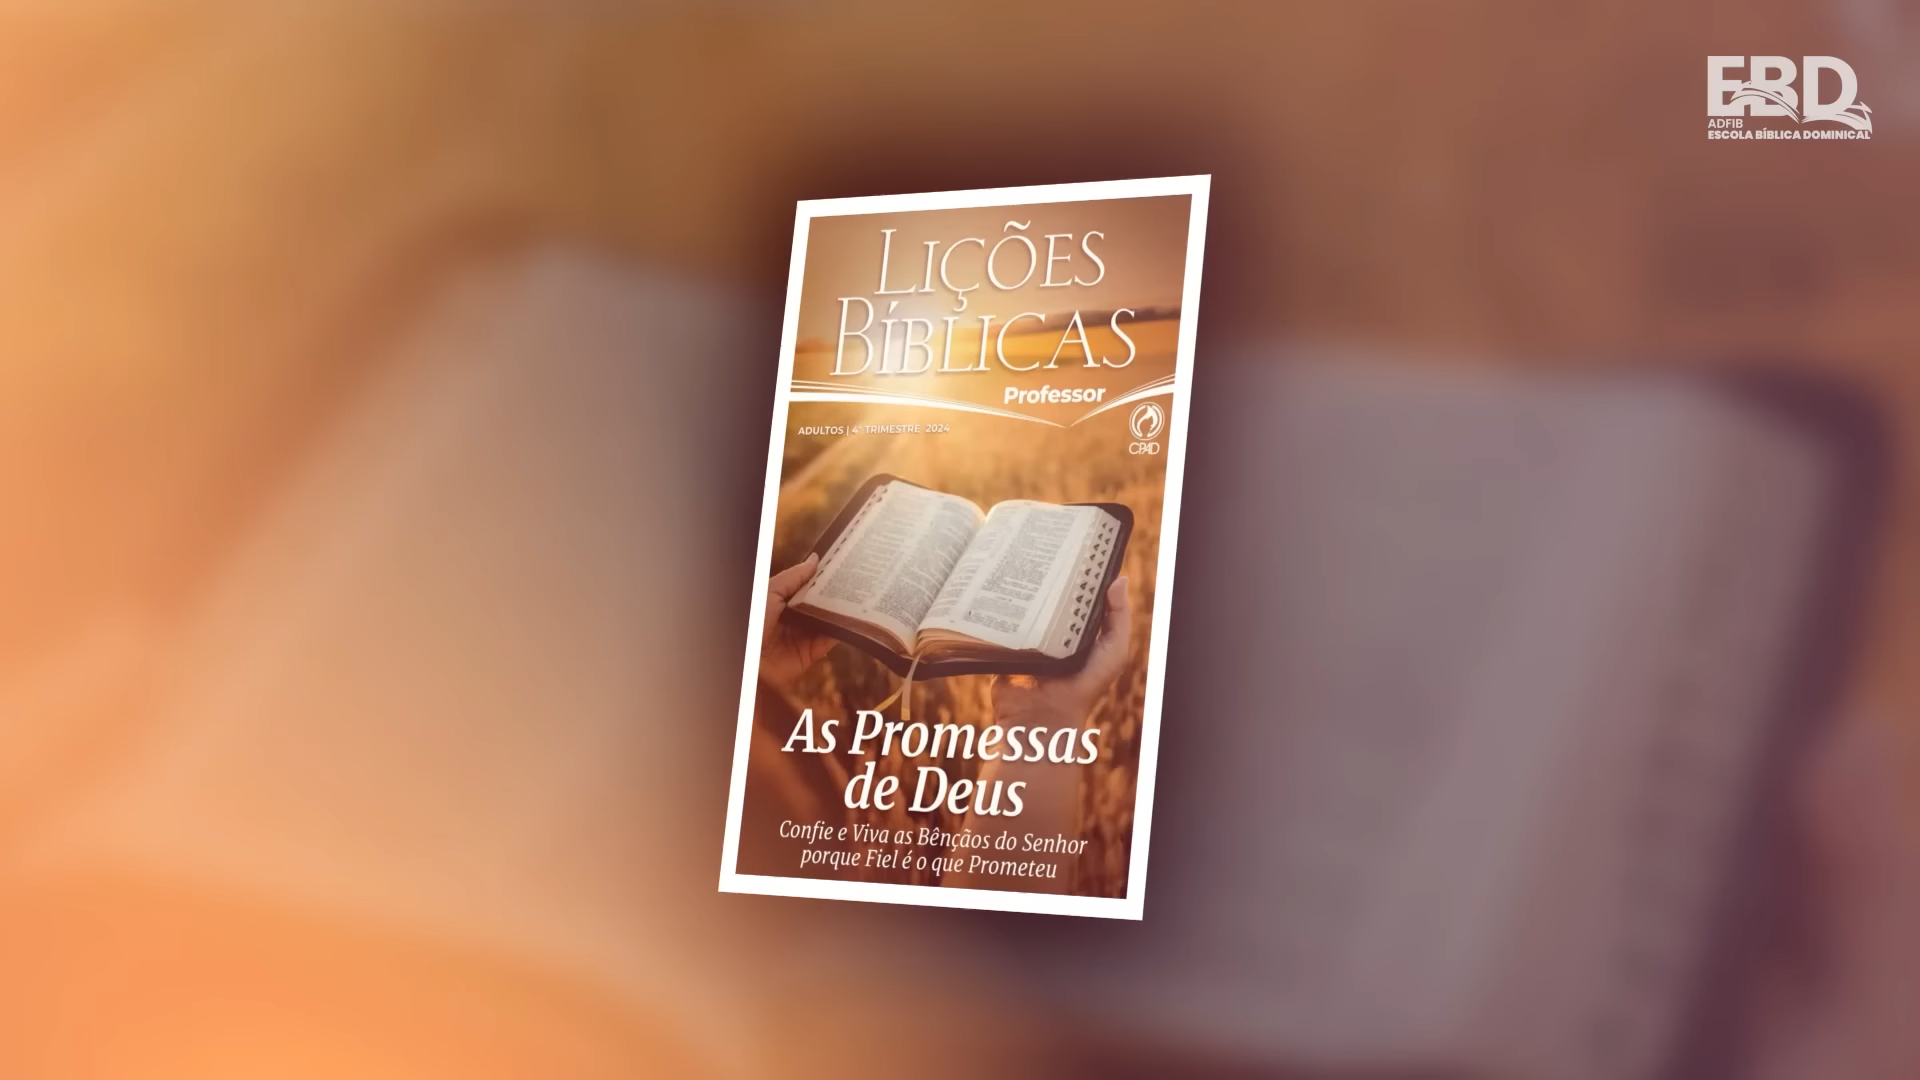 EBD
ADFIB
ESCOLA BÍBLICA DOMINICAL
LIÇÕES
BÍBLICAS
Professor
ADULTOS | 4º TRIMESTRE 2024
CPAD
As Promessas
de Deus
Confie e Viva as Bênçãos do Senhor
porque Fiel é o que Prometeu